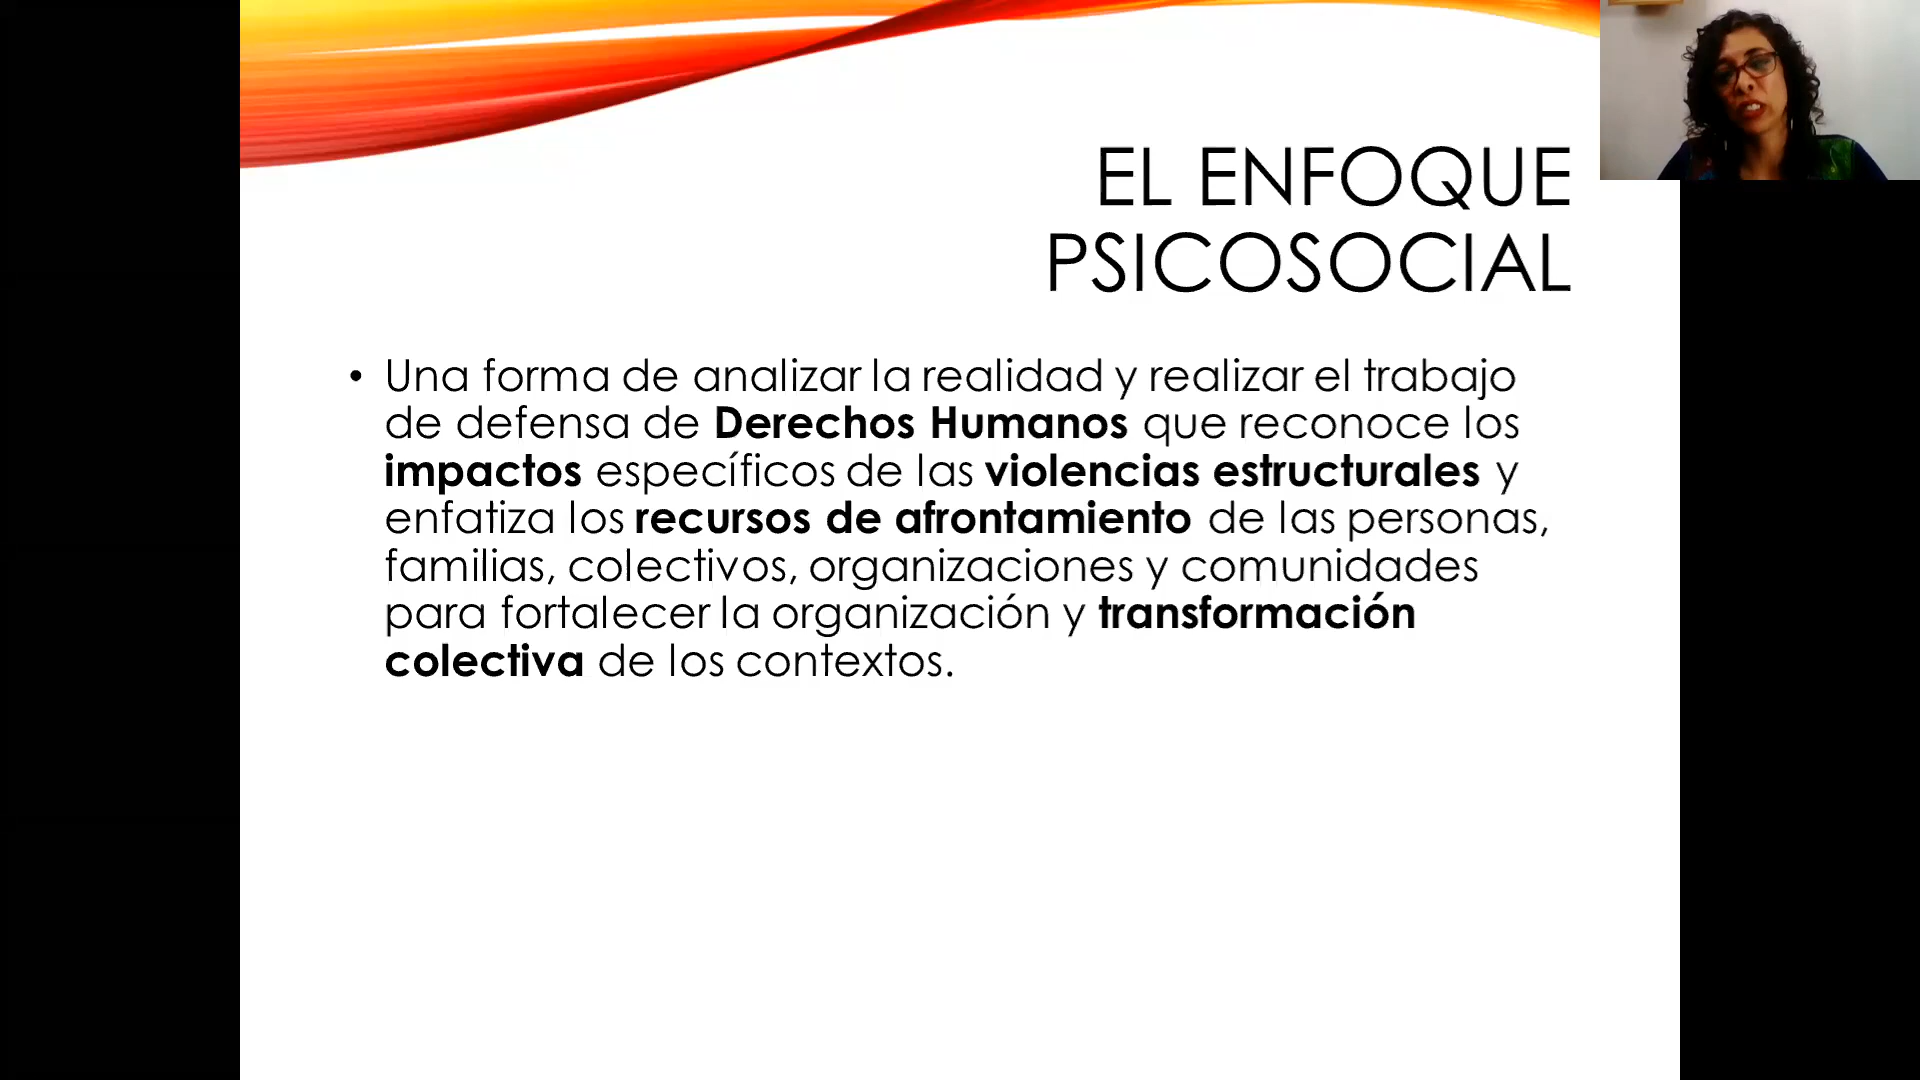 EL ENFOQUE
PSICOSOCIAL
• Una forma de analizar la realidad y realizar el trabajo
de defensa de Derechos Humanos que reconoce los
impactos específicos de las violencias estructurales y
enfatiza los recursos de afrontamiento de las personas,
familias, colectivos, organizaciones y comunidades
para fortalecer la organización y transformación
colectiva de los contextos.